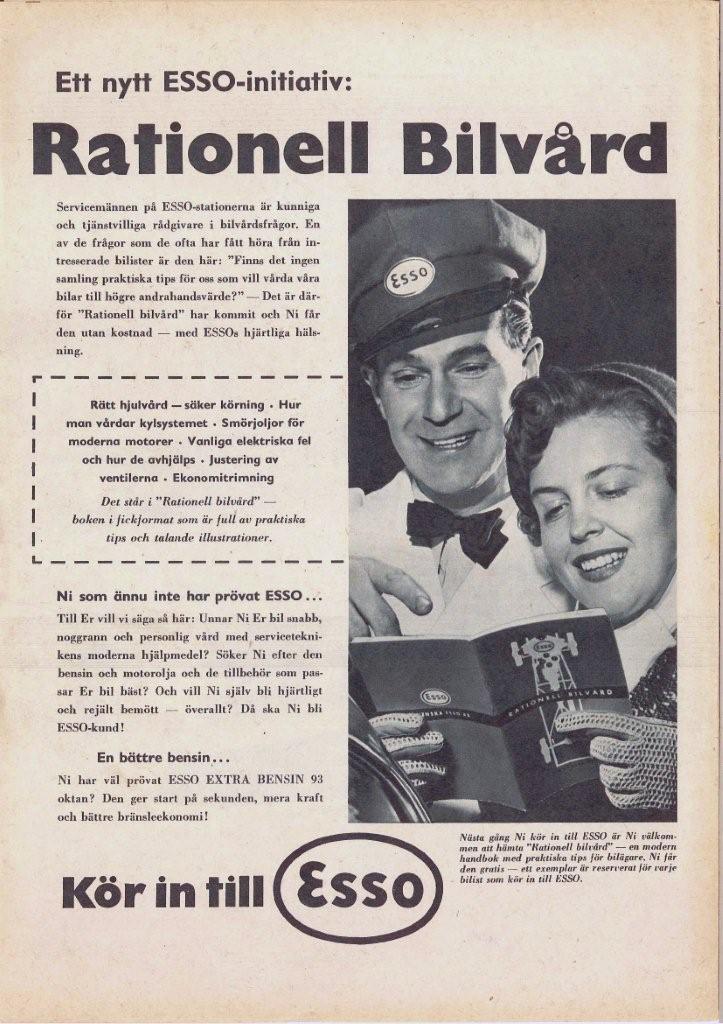 Ett nytt ESSO-initiativ:
Rationell Bilvård
Servicemännen på ESSO-stationerna är kunniga
och tjänstvilliga rådgivare i bilvårdsfrågor. En
av de frågor som de ofta har fått höra från in-
tresserade bilister är den här: "Finns det ingen
samling praktiska tips för oss som vill vårda våra
bilar till högre andrahandsvärde?" — Det är där-
för "Rationell bilvård" har kommit och Ni får
den utan kostnad — med ESSOs hjärtliga häls-
ning.
Rätt hjulvård — säker körning • Hur
man vårdar kylsystemet • Smörjoljor för
moderna motorer • Vanliga elektriska fel
och hur de avhjälps • Justering av
ventilerna • Ekonomitrimning
Det står i "Rationell bilvård" —
boken i fickformat som är full av praktiska
tips och talande illustrationer.
Ni som ännu inte har prövat ESSO...
Till Er vill vi säga så här: Unnar Ni Er bil snabb,
noggrann och personlig vård med servicetekni-
kens moderna hjälpmedel? Söker Ni efter den
bensin och motorolja och de tillbehör som pas-
sar Er bil bäst? Och vill Ni själv bli hjärtligt
och rejält bemött — överallt? Då ska Ni bli
ESSO-kund!
En bättre bensin...
Ni har väl prövat ESSO EXTRA BENSIN 93
oktan? Den ger start på sekunden, mera kraft
och bättre bränsleekonomi!
Esso
Esso
Esso
ENSKA ESSO AB
RATIONELL BILVÅRD
Nästa gång Ni kör in till ESSO är Ni välkom-
men att hämta "Rationell bilvård" — en modern
handbok med praktiska tips för bilägare. Ni får
den gratis — ett exemplar är reserverat för varje
bilist som kör in till ESSO.
Kör in till Esso